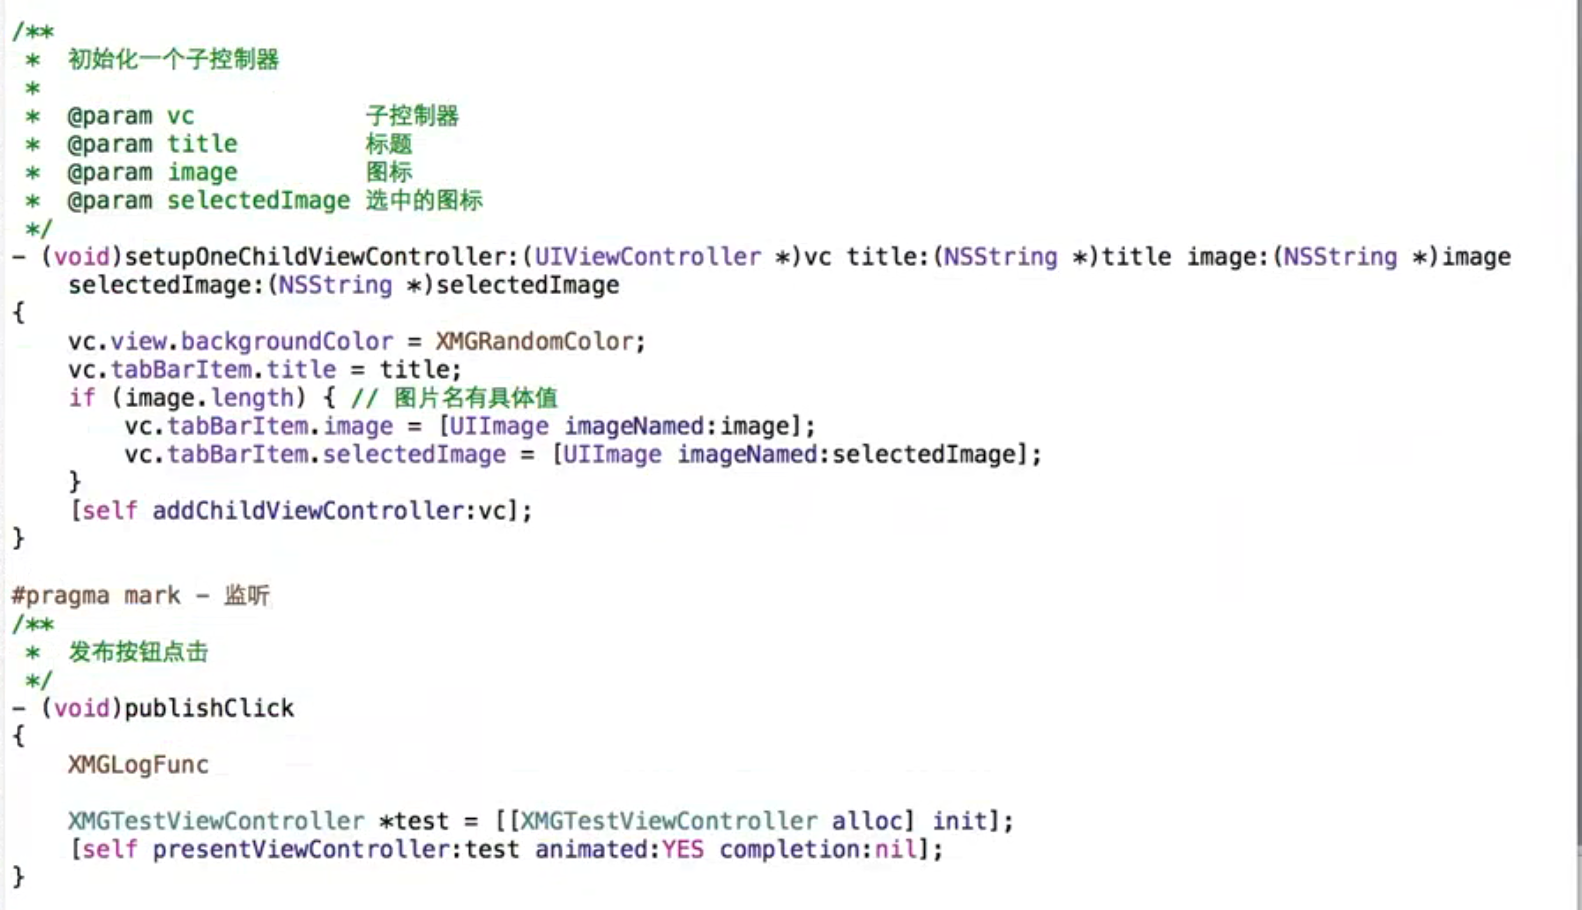 /**
 *  初始化一个子控制器
 *
 *  @param vc            子控制器
 *  @param title         标题
 *  @param image         图标
 *  @param selectedImage 选中的图标
 */
- (void)setupOneChildViewController:(UIViewController *)vc title:(NSString *)title image:(NSString *)image
    selectedImage:(NSString *)selectedImage
{
    vc.view.backgroundColor = XMGRandomColor;
    vc.tabBarItem.title = title;
    if (image.length) { // 图片名有具体值
        vc.tabBarItem.image = [UIImage imageNamed:image];
        vc.tabBarItem.selectedImage = [UIImage imageNamed:selectedImage];
    }
    [self addChildViewController:vc];
}

#pragma mark - 监听
/**
 *  发布按钮点击
 */
- (void)publishClick
{
    XMGLogFunc

    XMGTestViewController *test = [[XMGTestViewController alloc] init];
    [self presentViewController:test animated:YES completion:nil];
}